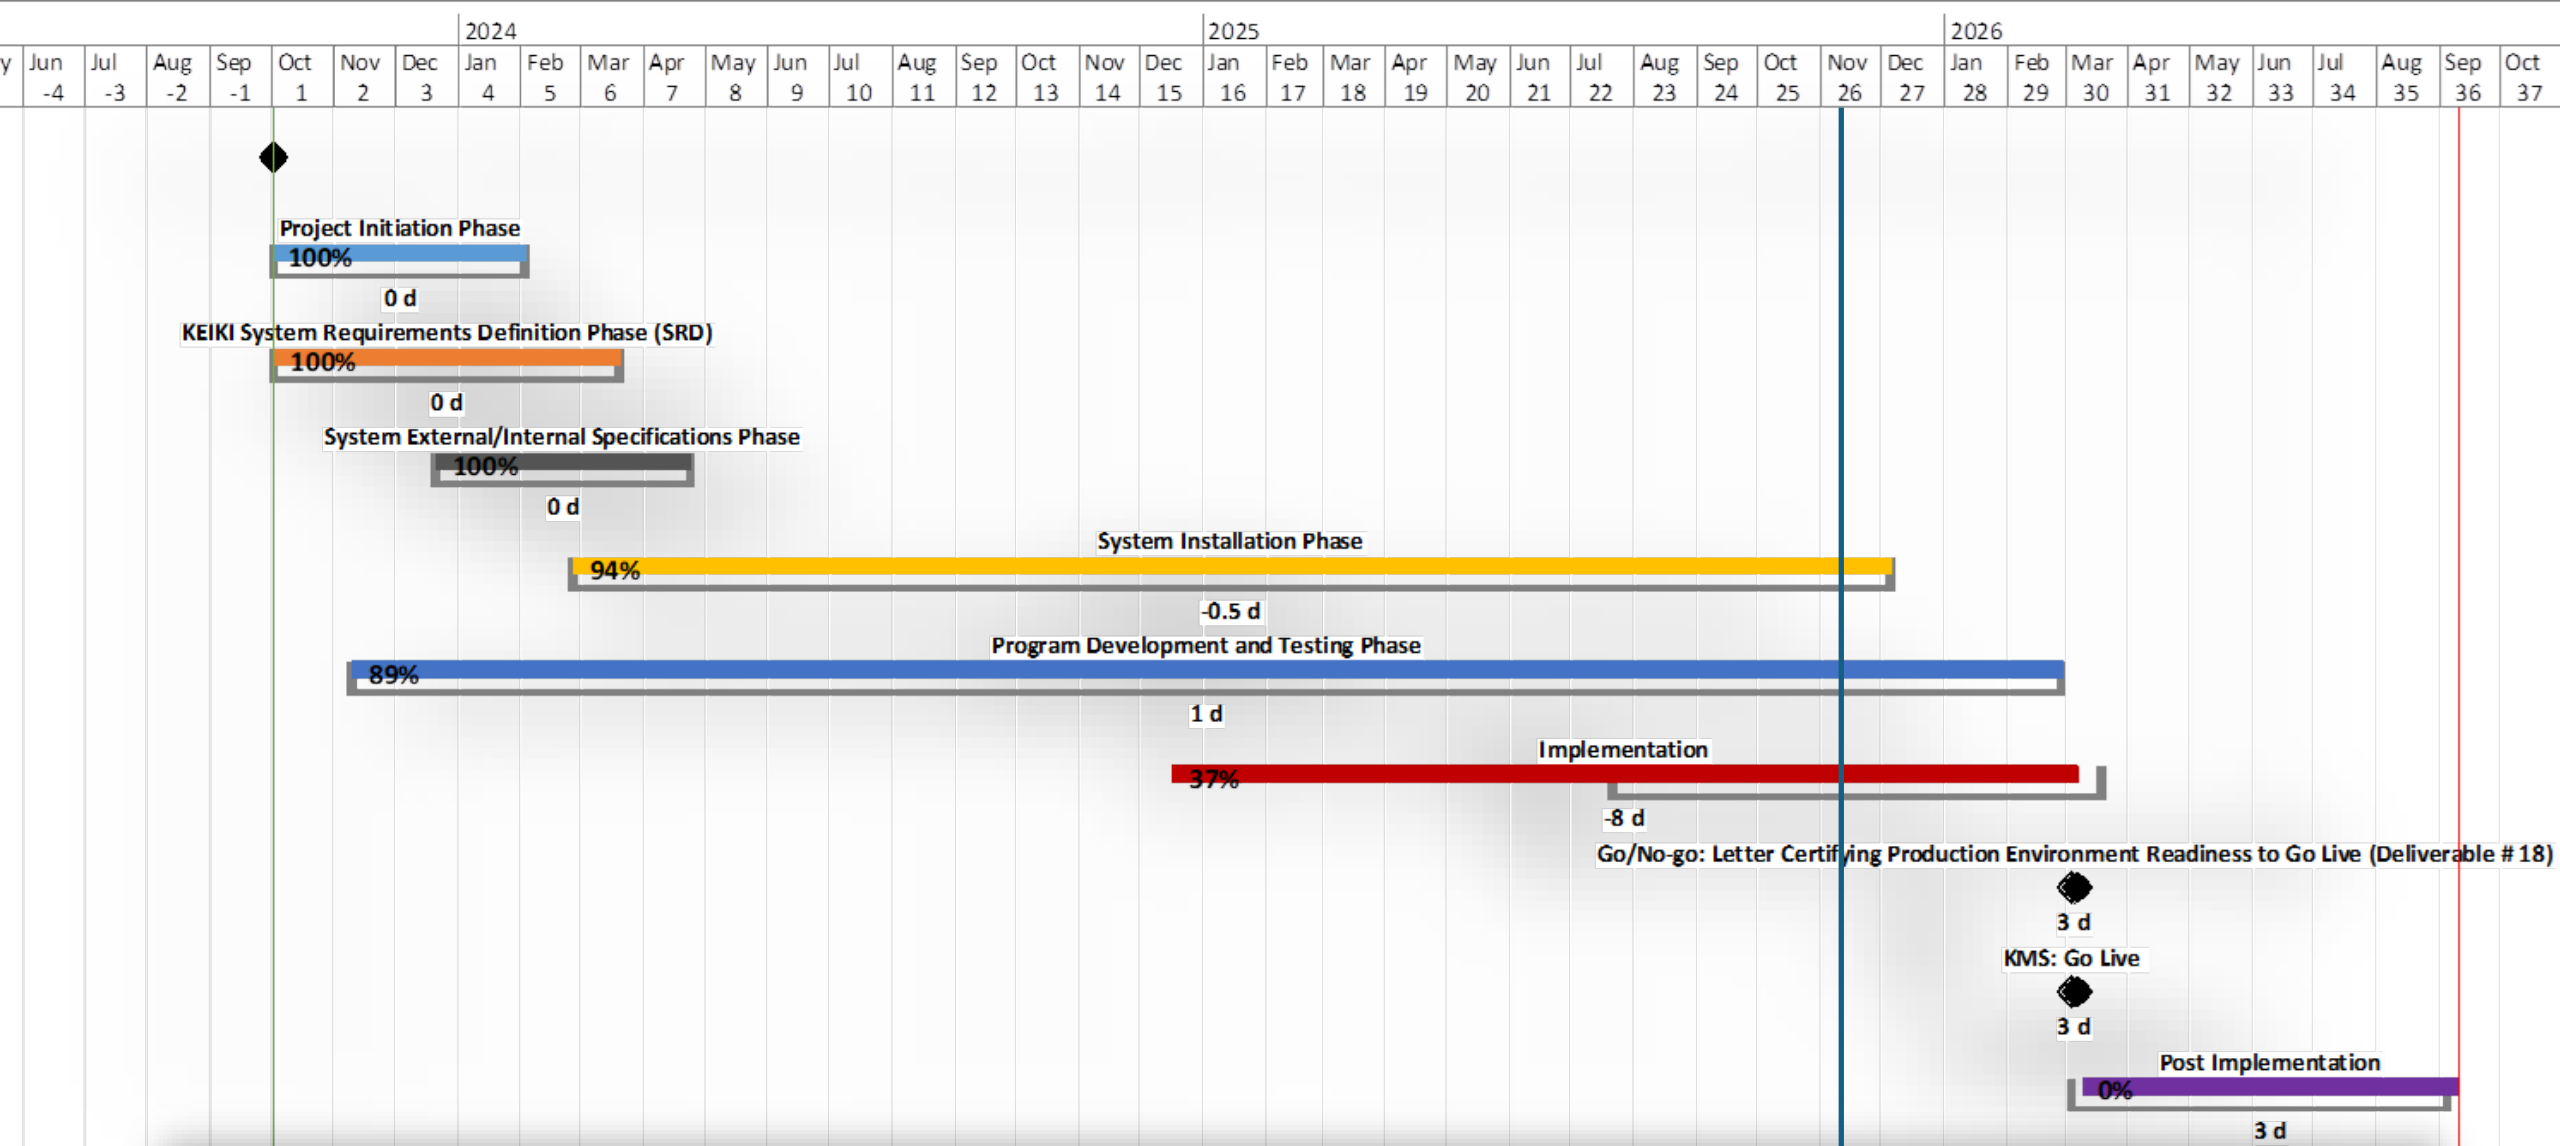 2024 2025 2026
y Jun Jul Aug Sep Oct Nov Dec Jan Feb Mar Apr May Jun Jul Aug Sep Oct Nov Dec Jan Feb Mar Apr May Jun Jul Aug Sep Oct Nov Dec Jan Feb Mar Apr May Jun Jul Aug Sep Oct
-4 -3 -2 -1 1 2 3 4 5 6 7 8 9 10 11 12 13 14 15 16 17 18 19 20 21 22 23 24 25 26 27 28 29 30 31 32 33 34 35 36 37
Project Initiation Phase
100%
0 d
KEIKI System Requirements Definition Phase (SRD)
100%
0 d
System External/Internal Specifications Phase
100%
0 d
System Installation Phase
94%
-0.5 d
Program Development and Testing Phase
89%
1 d
Implementation
37%
-8 d
Go/No-go: Letter Certifying Production Environment Readiness to Go Live (Deliverable # 18)
3 d
KMS: Go Live
3 d
Post Implementation
0%
3 d